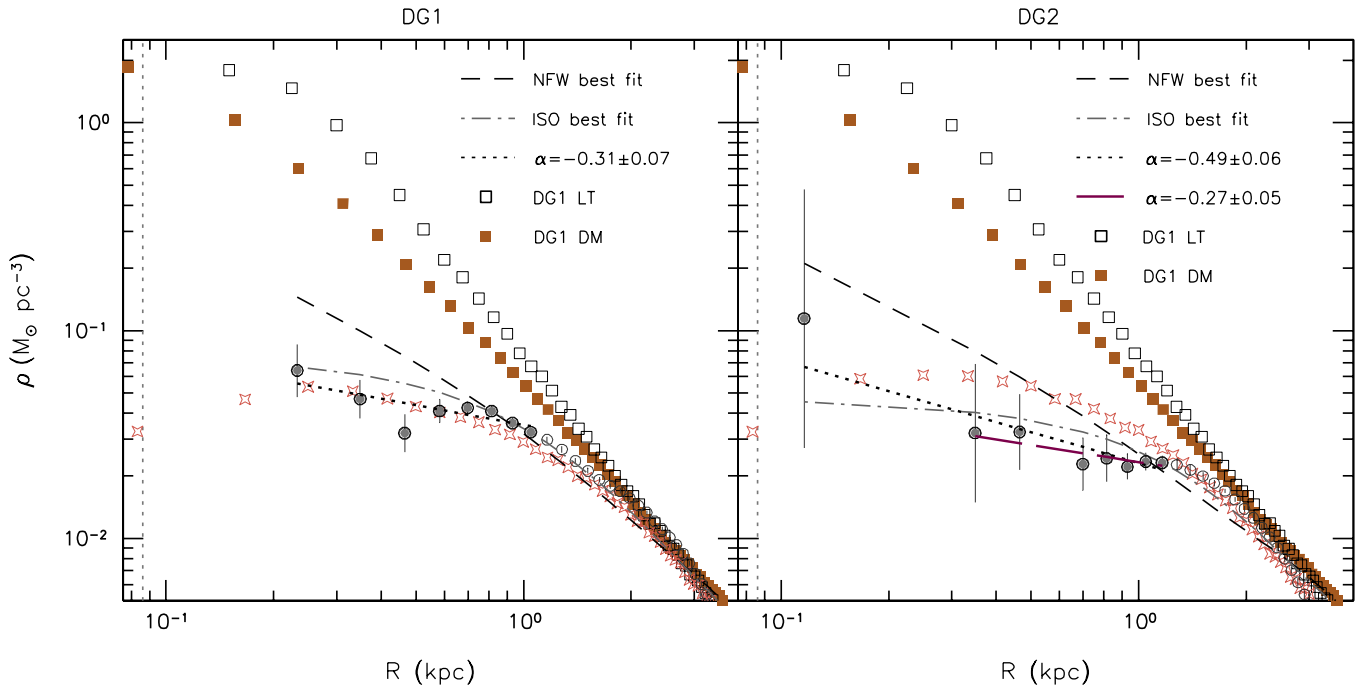 DG1
DG2
ρ (M⊙ pc⁻³)
10⁰
10⁻¹
10⁻²
NFW best fit
ISO best fit
α=−0.31±0.07
DG1 LT
DG1 DM
NFW best fit
ISO best fit
α=−0.49±0.06
α=−0.27±0.05
DG1 LT
DG1 DM
10⁻¹
10⁰
10⁻¹
10⁰
R (kpc)
R (kpc)